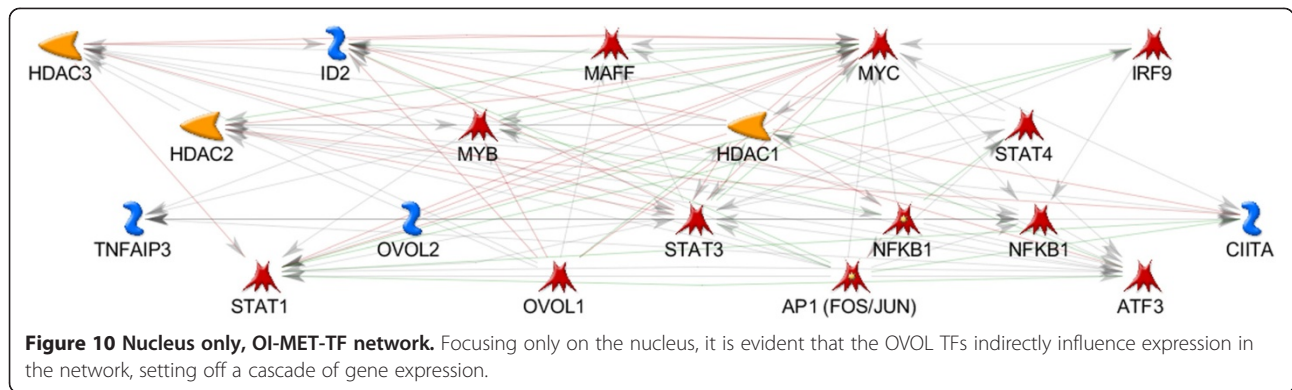 HDAC3
ID2
MAFF
MYC
IRF9
HDAC2
MYB
HDAC1
STAT4
TNFAIP3
OVOL2
STAT3
NFKB1
NFKB1
CIITA
STAT1
OVOL1
AP1 (FOS/JUN)
ATF3
Figure 10 Nucleus only, OI-MET-TF network. Focusing only on the nucleus, it is evident that the OVOL TFs indirectly influence expression in
the network, setting off a cascade of gene expression.